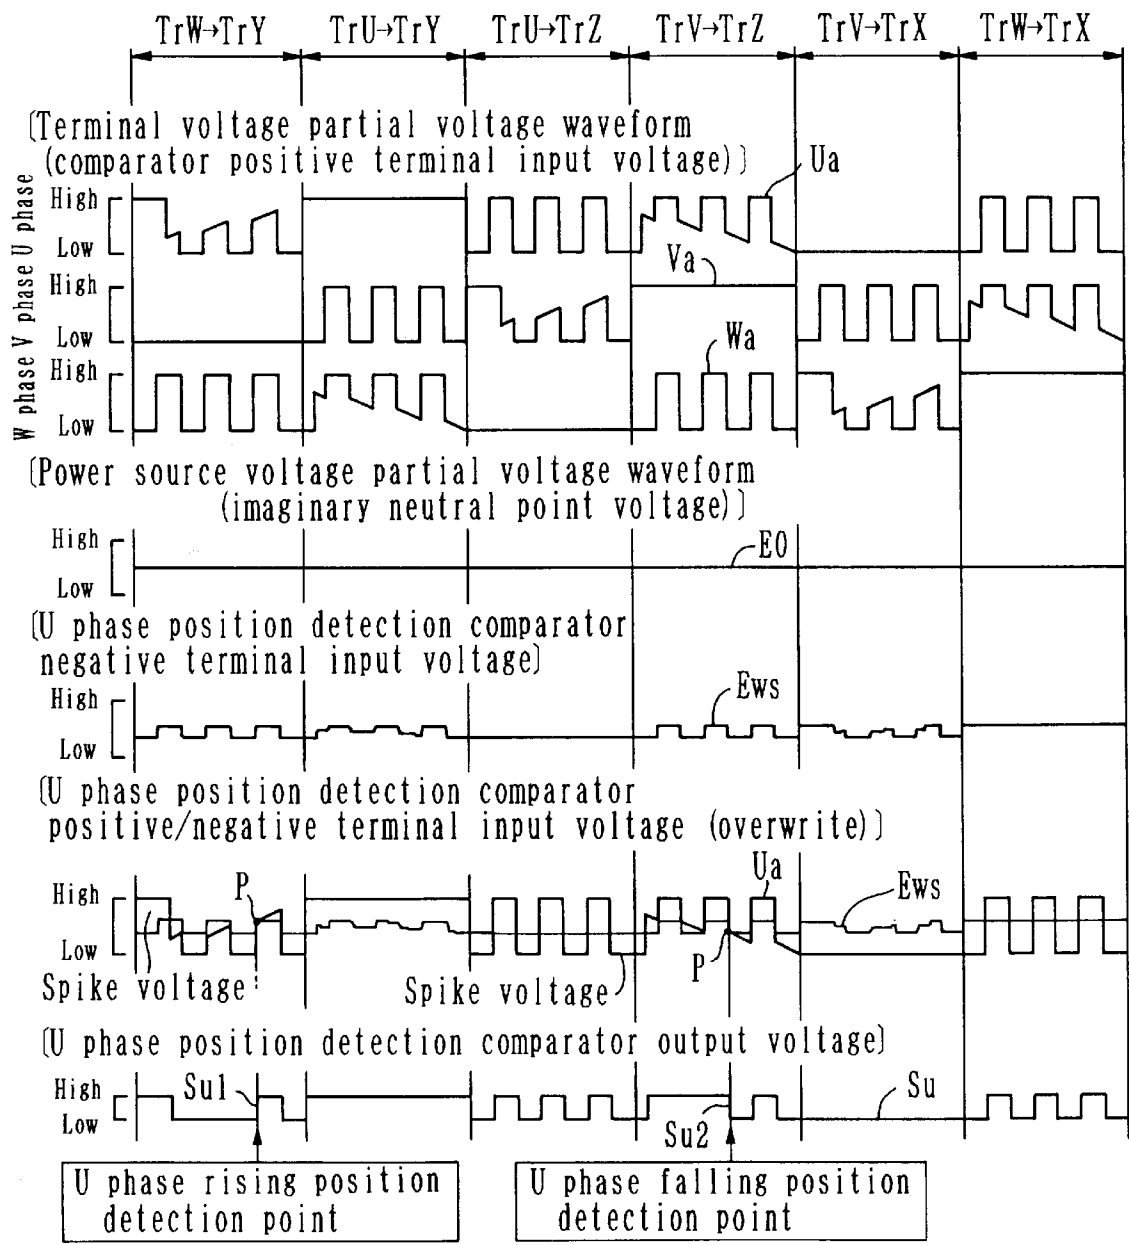 TrW→TrY TrU→TrY TrU→TrZ TrV→TrZ TrV→TrX TrW→TrX
[Terminal voltage partial voltage waveform
(comparator positive terminal input voltage)]
Ua
U phase
High
Low
Va
V phase
High
Low
Wa
W phase
High
Low
[Power source voltage partial voltage waveform
(imaginary neutral point voltage)]
High
Low
E0
[U phase position detection comparator
negative terminal input voltage]
High
Low
Ews
[U phase position detection comparator
positive/negative terminal input voltage (overwrite)]
High
Low
P
Ua
Ews
P
Spike voltage
Spike voltage
[U phase position detection comparator output voltage]
High
Low
Su1
Su2
Su
U phase rising position
detection point
U phase falling position
detection point